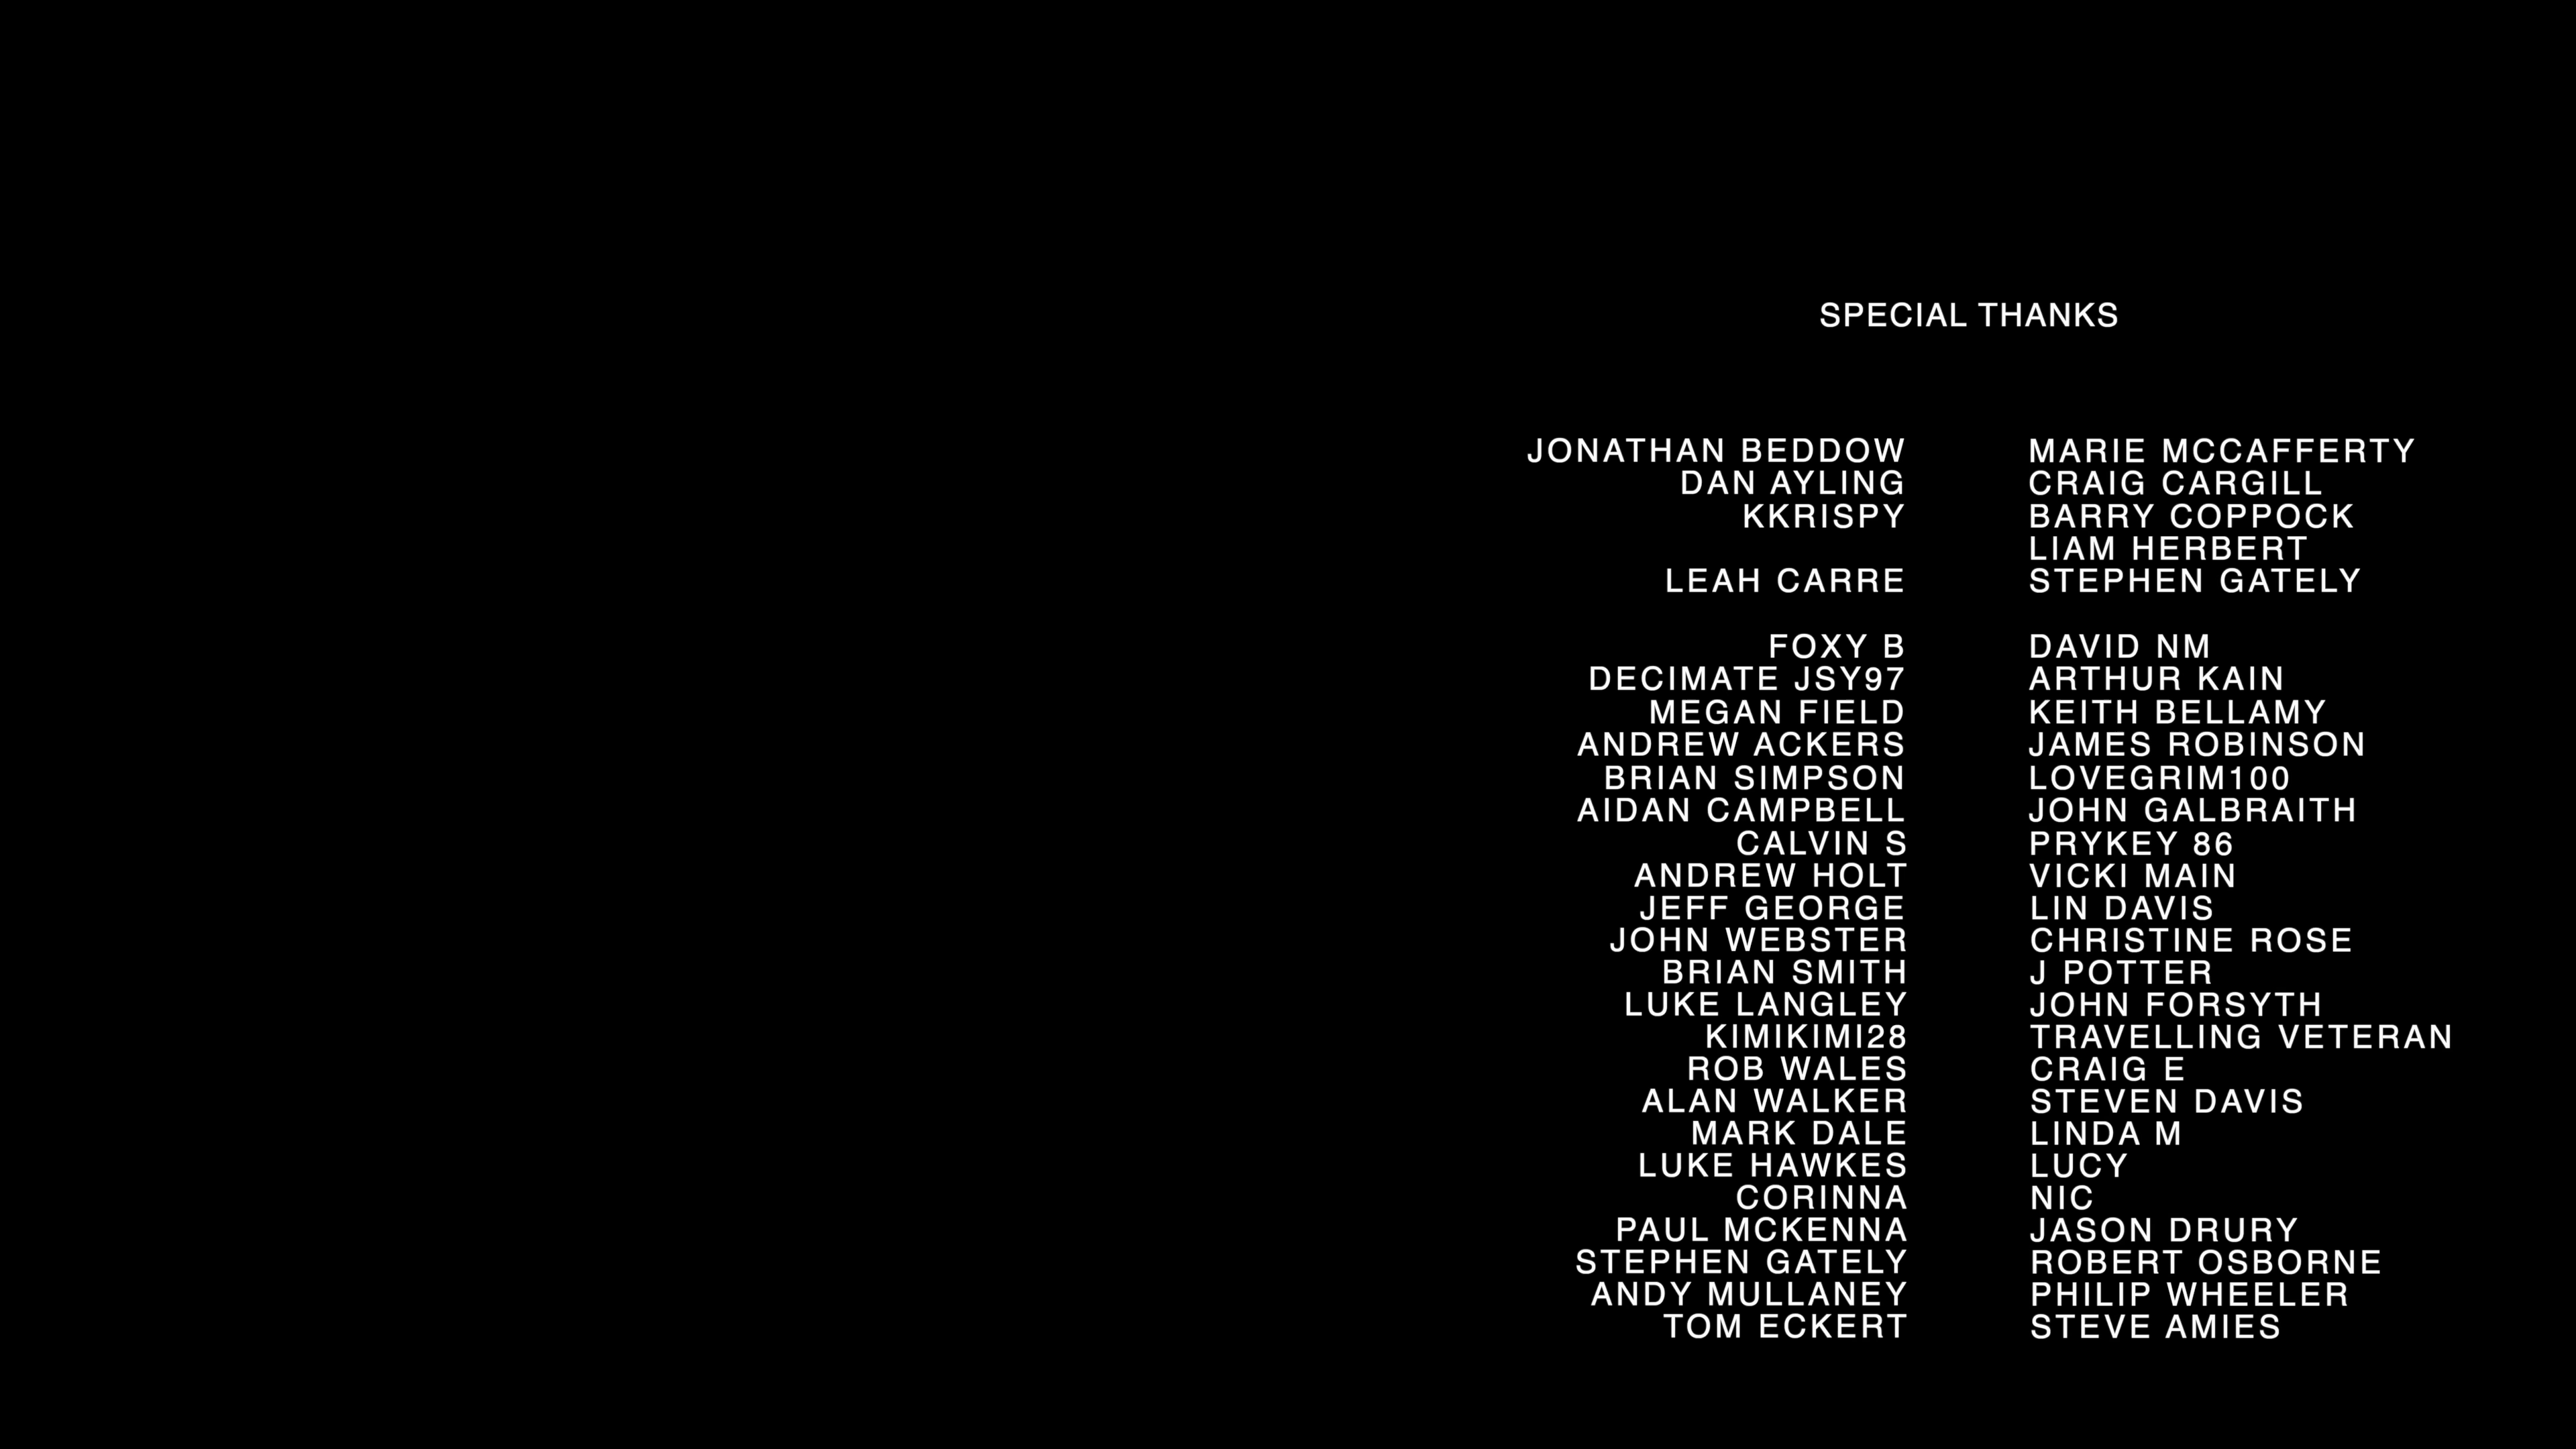 SPECIAL THANKS
JONATHAN BEDDOW MARIE MCCAFFERTY
DAN AYLING CRAIG CARGILL
KKRISPY BARRY COPPOCK
LIAM HERBERT
LEAH CARRE STEPHEN GATELY
FOXY B DAVID NM
DECIMATE JSY97 ARTHUR KAIN
MEGAN FIELD KEITH BELLAMY
ANDREW ACKERS JAMES ROBINSON
BRIAN SIMPSON LOVEGRIM100
AIDAN CAMPBELL JOHN GALBRAITH
CALVIN S PRYKEY 86
ANDREW HOLT VICKI MAIN
JEFF GEORGE LIN DAVIS
JOHN WEBSTER CHRISTINE ROSE
BRIAN SMITH J POTTER
LUKE LANGLEY JOHN FORSYTH
KIMIKIMI28 TRAVELLING VETERAN
ROB WALES CRAIG E
ALAN WALKER STEVEN DAVIS
MARK DALE LINDA M
LUKE HAWKES LUCY
CORINNA NIC
PAUL MCKENNA JASON DRURY
STEPHEN GATELY ROBERT OSBORNE
ANDY MULLANEY PHILIP WHEELER
TOM ECKERT STEVE AMIES